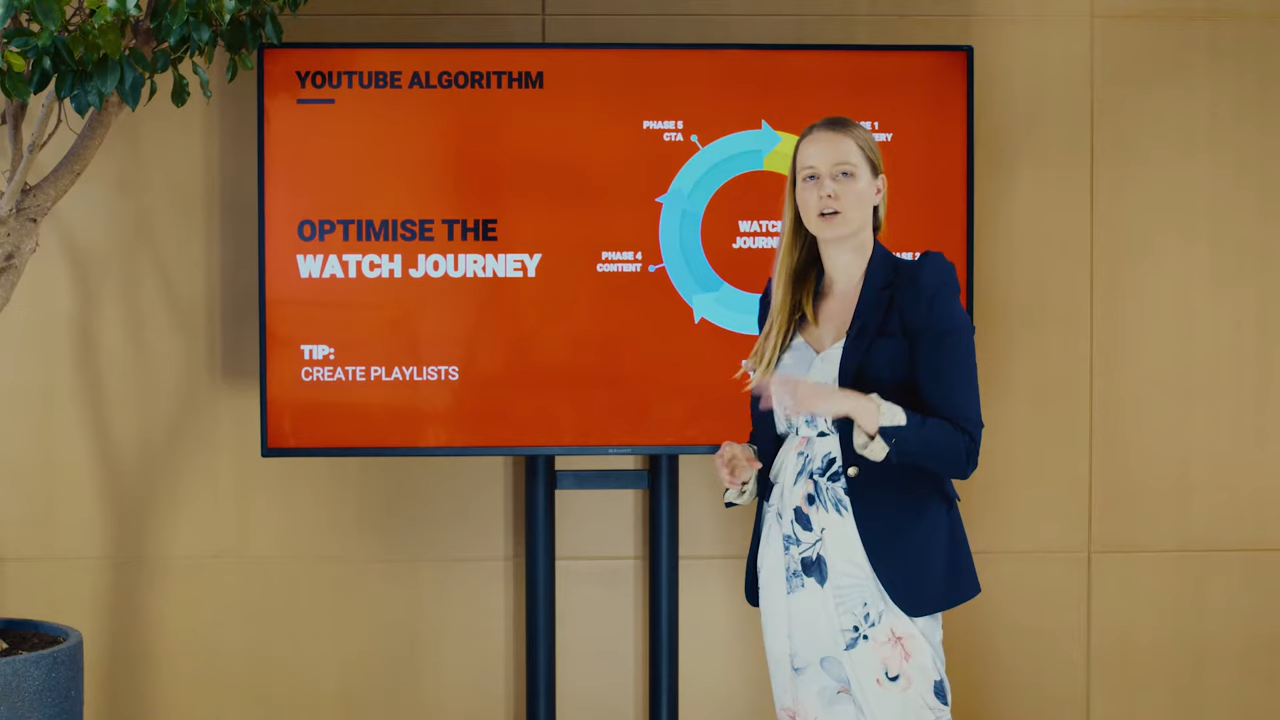 YOUTUBE ALGORITHM
PHASE 5
CTA
OPTIMISE THE
WATCH JOURNEY
PHASE 4
CONTENT
TIP:
CREATE PLAYLISTS